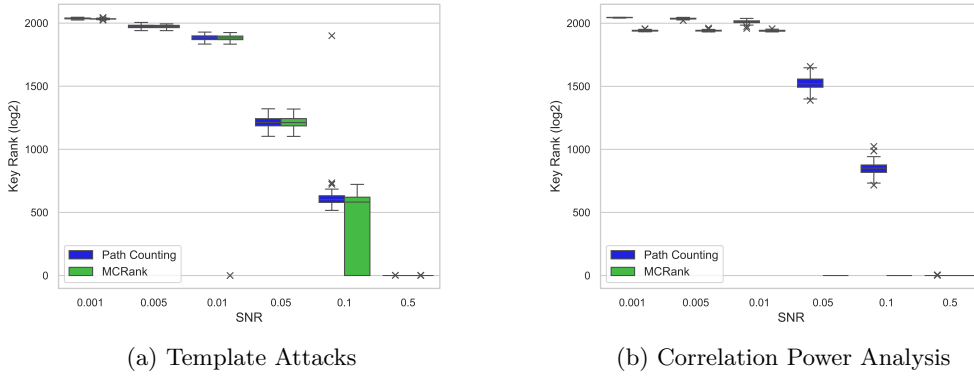 2000
1500
1000
500
0
Key Rank (log2)
Path Counting
MCRank
0.001 0.005 0.01 0.05 0.1 0.5
SNR
(a) Template Attacks
2000
1500
1000
500
0
Key Rank (log2)
Path Counting
MCRank
0.001 0.005 0.01 0.05 0.1 0.5
SNR
(b) Correlation Power Analysis